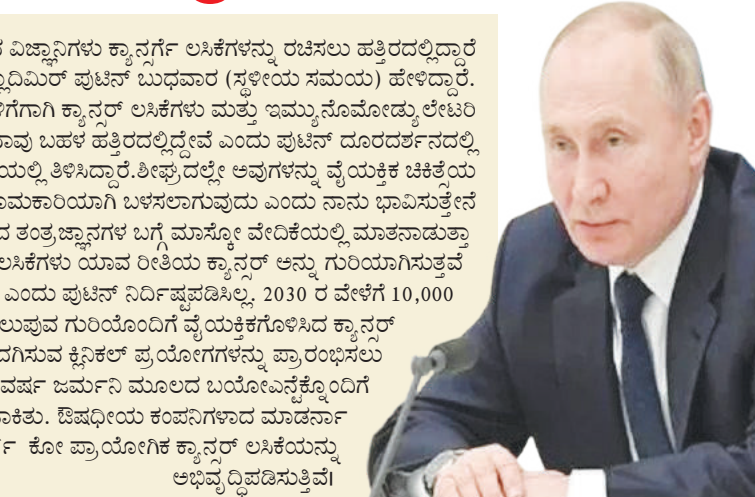 ವಿಜ್ಞಾನಿಗಳು ಕ್ಯಾನ್ಸರ್ಗೆ ಲಸಿಕೆಗಳನ್ನು ರಚಿಸಲು ಹತ್ತಿರದಲ್ಲಿದ್ದಾರೆ
ಪುಟಿನ್ ಬುಧವಾರ (ಸ್ಥಳೀಯ ಸಮಯ) ಹೇಳಿದ್ದಾರೆ.
ಕ್ಯಾನ್ಸರ್ ಲಸಿಕೆಗಳು ಮತ್ತು ಇಮ್ಯುನೊಮೋಡ್ಯುಲೇಟರಿ
ಬಹಳ ಹತ್ತಿರದಲ್ಲಿದ್ದೇವೆ ಎಂದು ಪುಟಿನ್ ದೂರದರ್ಶನದಲ್ಲಿ
ತಿಳಿಸಿದ್ದಾರೆ.ಶೀಘ್ರದಲ್ಲೇ ಅವುಗಳನ್ನು ವೈಯಕ್ತಿಕ ಚಿಕಿತ್ಸೆಯ
ಬಳಸಲಾಗುವುದು ಎಂದು ನಾನು ಭಾವಿಸುತ್ತೇನೆ
ತಂತ್ರಜ್ಞಾನಗಳ ಬಗ್ಗೆ ಮಾಸ್ಕೋ ವೇದಿಕೆಯಲ್ಲಿ ಮಾತನಾಡುತ್ತಾ
ಲಸಿಕೆಗಳು ಯಾವ ರೀತಿಯ ಕ್ಯಾನ್ಸರ್ ಅನ್ನು ಗುರಿಯಾಗಿಸುತ್ತವೆ
ಎಂದು ಪುಟಿನ್ ನಿರ್ದಿಷ್ಟಪಡಿಸಿಲ್ಲ. 2030 ರ ವೇಳೆಗೆ 10,000
ಗುರಿಯೊಂದಿಗೆ ವೈಯಕ್ತಿಕಗೊಳಿಸಿದ ಕ್ಯಾನ್ಸರ್
ಕ್ಲಿನಿಕಲ್ ಪ್ರಯೋಗಗಳನ್ನು ಪ್ರಾರಂಭಿಸಲು
ವರ್ಷ ಜರ್ಮನಿ ಮೂಲದ ಬಯೋಎನ್ಟೆಕ್ನೊಂದಿಗೆ
ಔಷಧೀಯ ಕಂಪನಿಗಳಾದ ಮಾಡರ್ನಾ
ಕೋ ಪ್ರಾಯೋಗಿಕ ಕ್ಯಾನ್ಸರ್ ಲಸಿಕೆಯನ್ನು
ಅಭಿವೃದ್ಧಿಪಡಿಸುತ್ತಿವೆ।